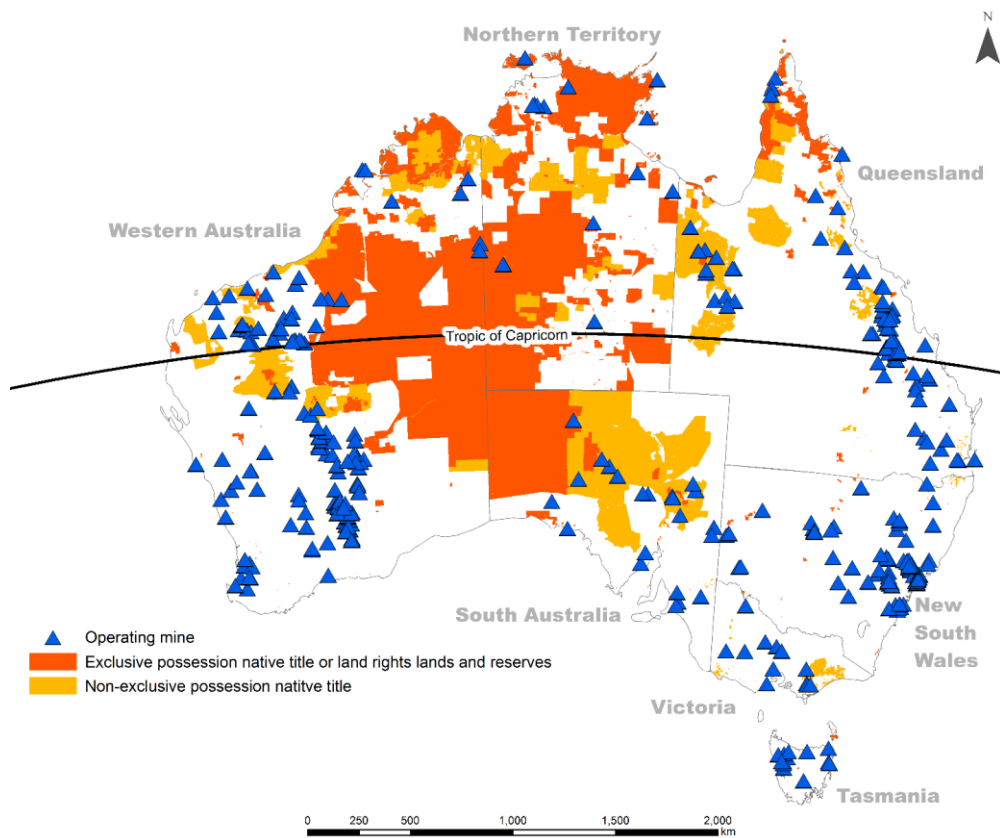 N
Northern Territory
Queensland
Western Australia
Tropic of Capricorn
South Australia
New
South
Wales
Operating mine
Exclusive possession native title or land rights lands and reserves
Non-exclusive possession natitve title
Victoria
Tasmania
0 250 500 1,000 1,500 2,000
km